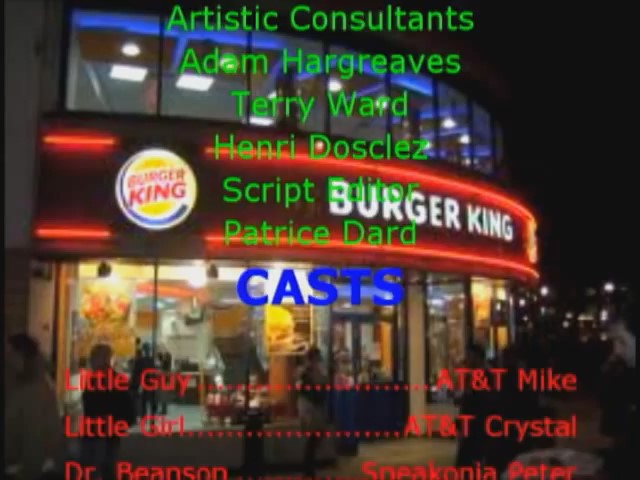 Artistic Consultants
Adam Hargreaves
Terry Ward
Henri Dosclez
Script Editor
Patrice Dard
BURGER
KING
BURGER KING
CASTS
Little Guy.......................AT&T Mike
Little Girl......................AT&T Crystal
Dr. Beanson..............Speakonia Peter